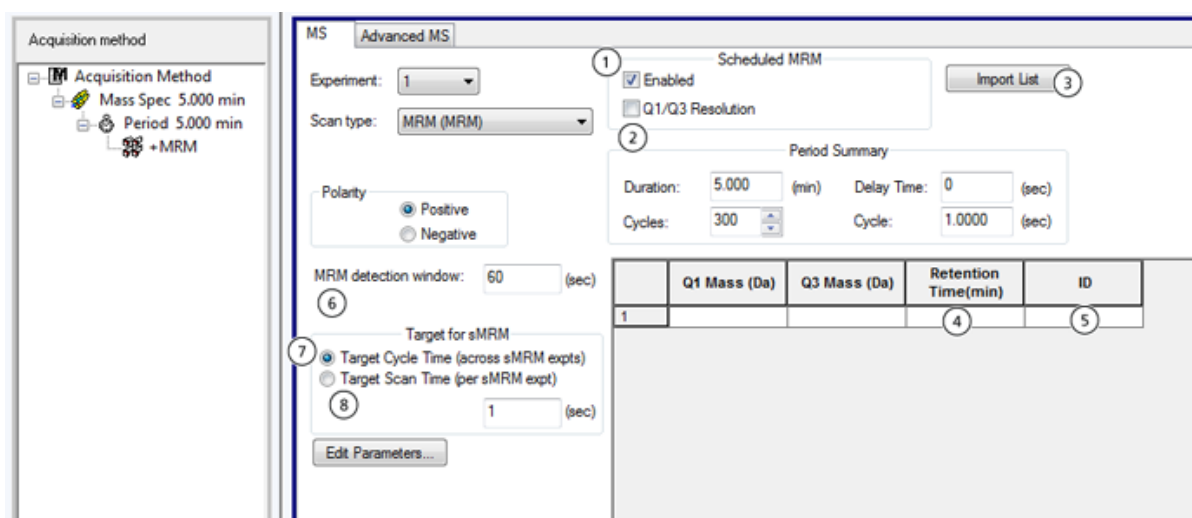 Acquisition method
Acquisition Method
Mass Spec 5.000 min
Period 5.000 min
+MRM
MS
Advanced MS
Experiment:
1
Scan type:
MRM (MRM)
1
Scheduled MRM
Enabled
Q1/Q3 Resolution
2
Import List
3
Period Summary
Duration:
5.000
(min)
Delay Time:
0
(sec)
Cycles:
300
Cycle:
1.0000
(sec)
Polarity
Positive
Negative
MRM detection window:
60
(sec)
6
Target for sMRM
7
Target Cycle Time (across sMRM expts)
Target Scan Time (per sMRM expt)
8
1
(sec)
Edit Parameters...
Q1 Mass (Da)
Q3 Mass (Da)
Retention
Time(min)
ID
1
4
5